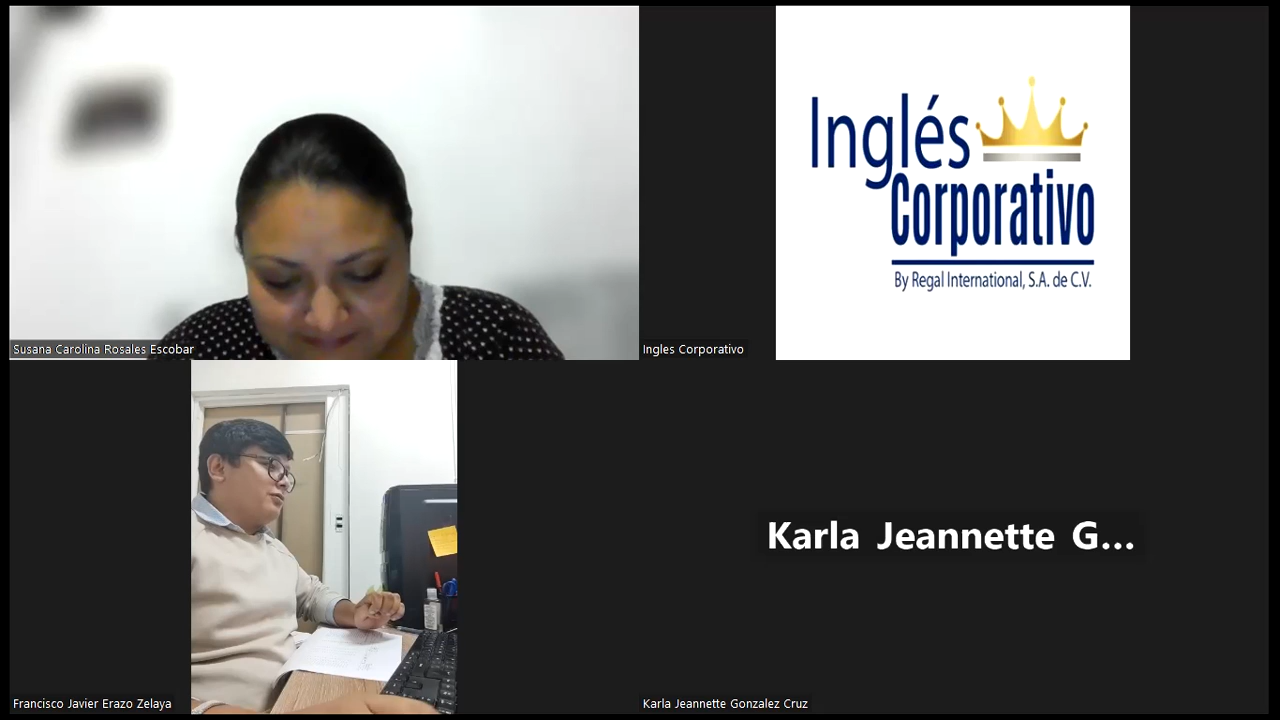 Inglés
Corporativo
By Regal International, S.A. de C.V.
Susana Carolina Rosales Escobar
Ingles Corporativo
Karla Jeannette G...
Francisco Javier Erazo Zelaya
Karla Jeannette Gonzalez Cruz